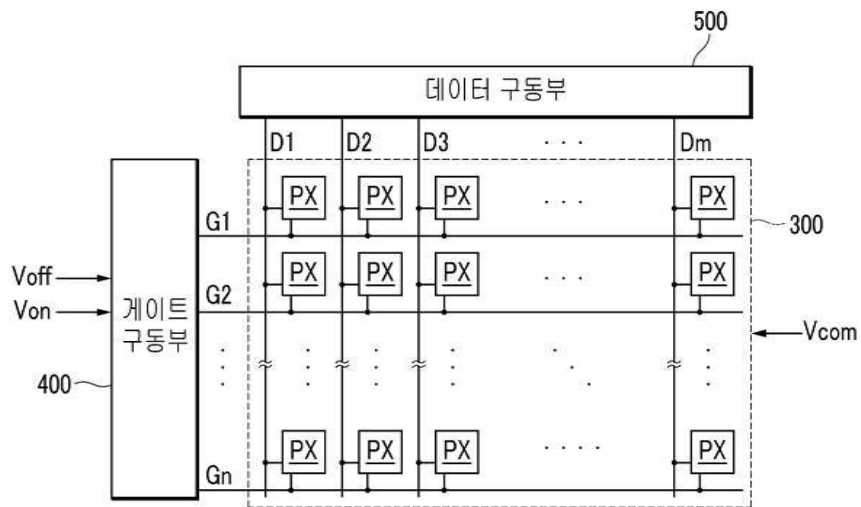 500
데이터 구동부
D1 D2 D3 · · · Dm
PX PX PX · · · PX
G1
300
PX PX PX · · · PX
Voff
G2
Von
게이트
구동부
Vcom
400
PX PX PX · · · · PX
Gn